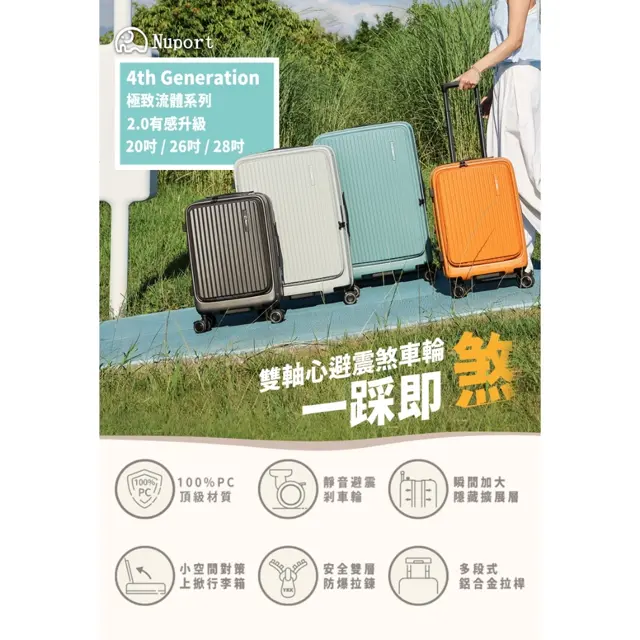 Nuport
4th Generation
極致流體系列
2.0有感升級
20吋 / 26吋 / 28吋
雙軸心避震煞車輪
一踩即煞
100%
PC
100%PC
頂級材質
靜音避震
剎車輪
瞬間加大
隱藏擴展層
小空間對策
上掀行李箱
YKK
安全雙層
防爆拉鍊
多段式
鋁合金拉桿